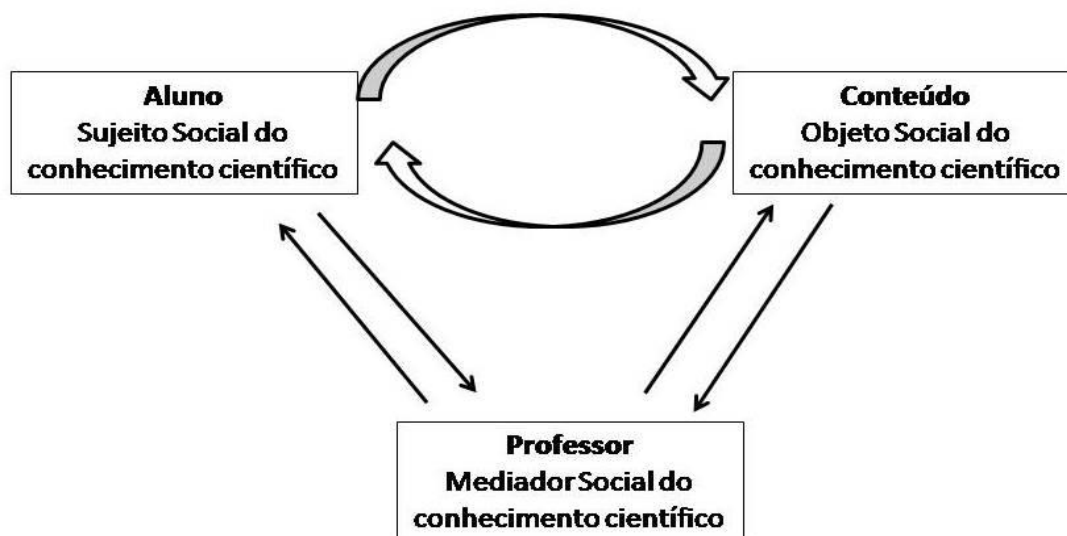 Aluno
Sujeito Social do
conhecimento científico
Conteúdo
Objeto Social do
conhecimento científico
Professor
Mediador Social do
conhecimento científico